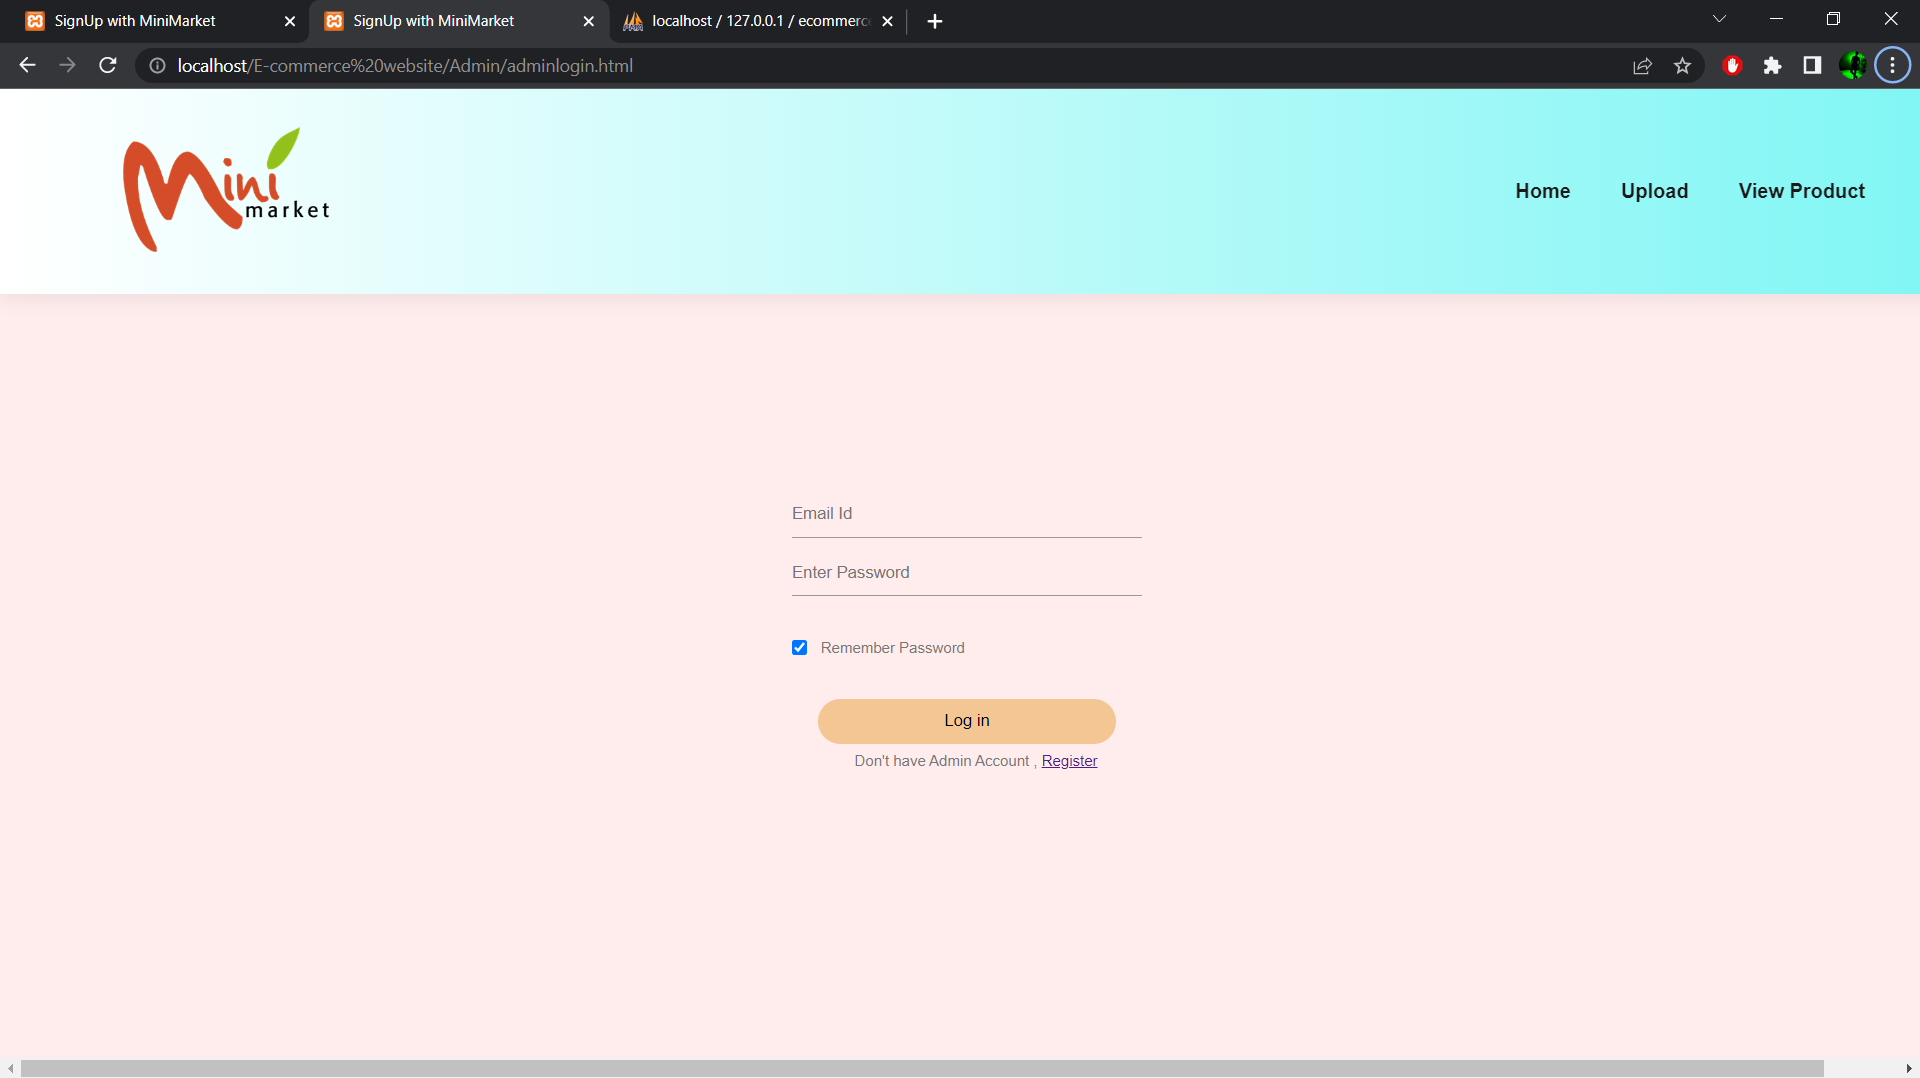 SignUp with MiniMarket
SignUp with MiniMarket
localhost / 127.0.0.1 / ecommerc
localhost/E-commerce%20website/Admin/adminlogin.html
Mini
market
Home
Upload
View Product
Email Id
Enter Password
Remember Password
Log in
Don't have Admin Account , Register